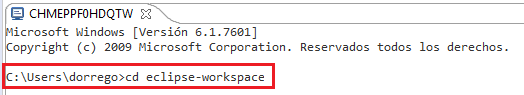 CHMEPPF0HDQTW
Microsoft Windows [Versión 6.1.7601]
Copyright (c) 2009 Microsoft Corporation. Reservados todos los derechos.
C:\Users\dorrego>cd eclipse-workspace